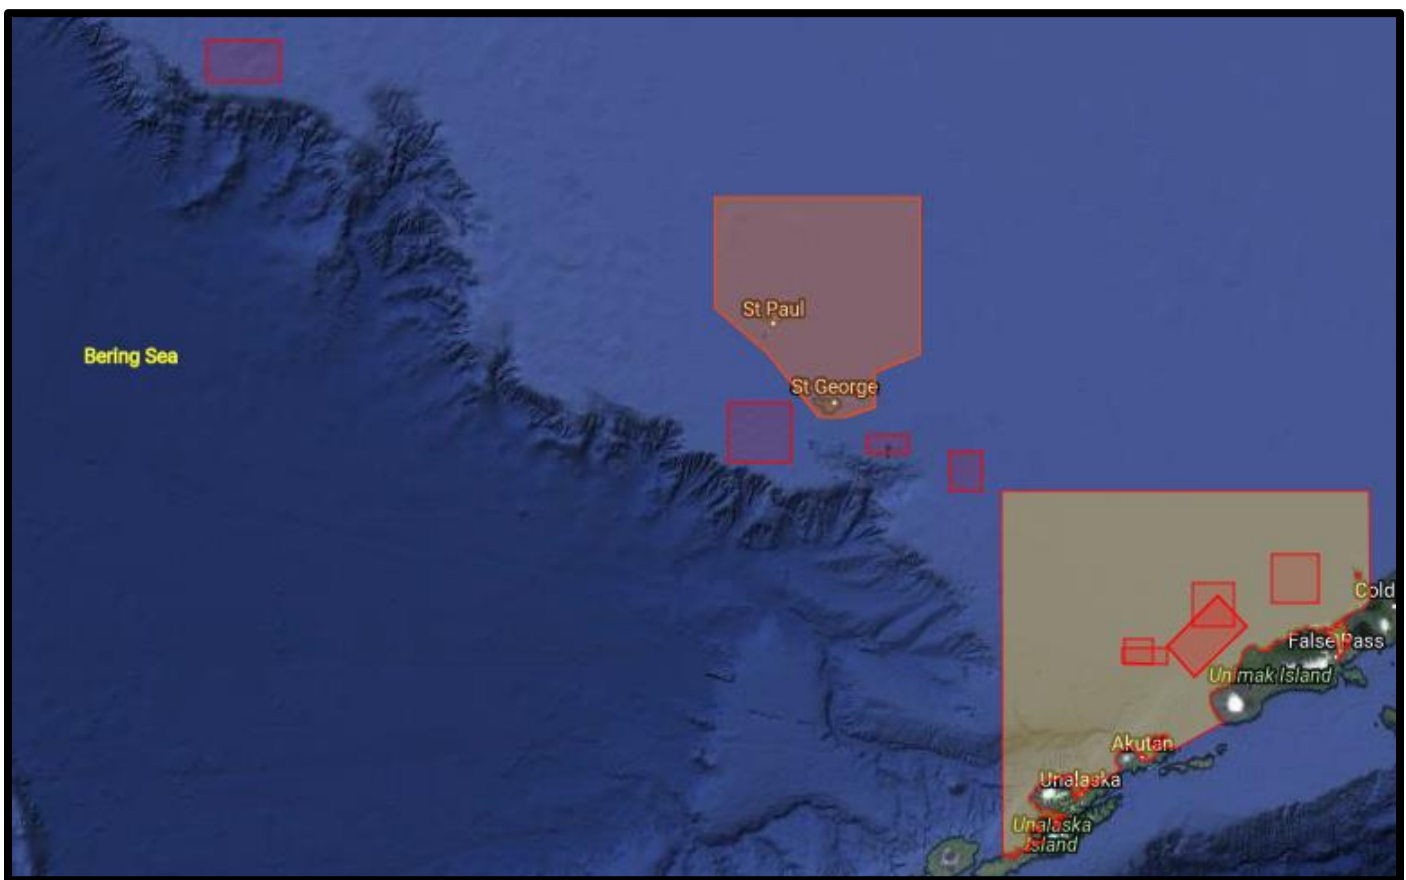 St Paul
Bering Sea
St George
Cold
False Pass
Unimak Island
Akutan
Unalaska
Unalaska
Island